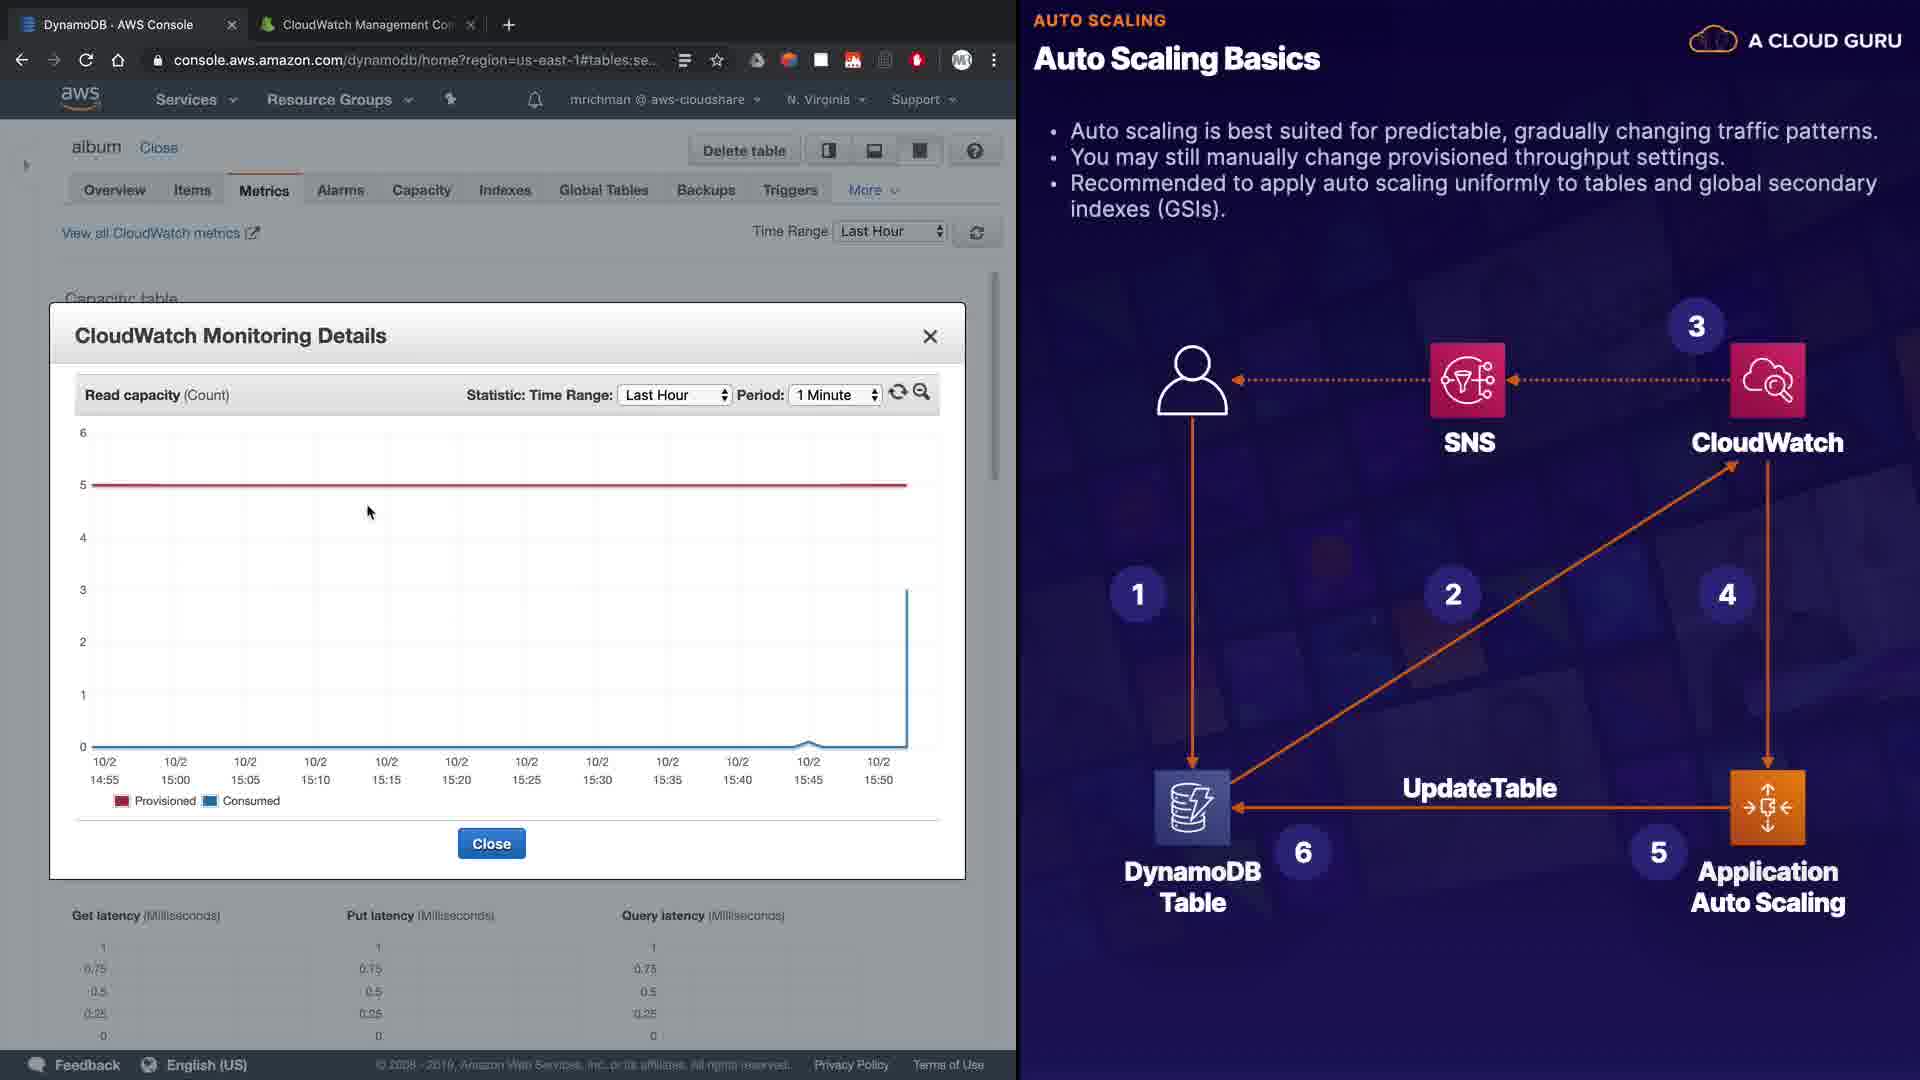 DynamoDB - AWS Console
CloudWatch Management Con
console.aws.amazon.com/dynamodb/home?region=us-east-1#tables:se...
aws
Services
Resource Groups
mrichman @ aws-cloudshare
N. Virginia
Support
album
Close
Delete table
Overview
Items
Metrics
Alarms
Capacity
Indexes
Global Tables
Backups
Triggers
More
View all CloudWatch metrics
Time Range
Last Hour
Capacity: table
CloudWatch Monitoring Details
Read capacity (Count)
Statistic: Time Range:
Last Hour
Period:
1 Minute
6
5
4
3
2
1
0
10/2 14:55
10/2 15:00
10/2 15:05
10/2 15:10
10/2 15:15
10/2 15:20
10/2 15:25
10/2 15:30
10/2 15:35
10/2 15:40
10/2 15:45
10/2 15:50
Provisioned
Consumed
Close
Get latency (Milliseconds)
1
0.75
0.5
0.25
0
Put latency (Milliseconds)
1
0.75
0.5
0.25
0
Query latency (Milliseconds)
1
0.75
0.5
0.25
0
Feedback
English (US)
© 2008 - 2019, Amazon Web Services, Inc. or its affiliates. All rights reserved.
Privacy Policy
Terms of Use
AUTO SCALING
Auto Scaling Basics
A CLOUD GURU
• Auto scaling is best suited for predictable, gradually changing traffic patterns.
• You may still manually change provisioned throughput settings.
• Recommended to apply auto scaling uniformly to tables and global secondary
indexes (GSIs).
3
SNS
CloudWatch
1
2
4
UpdateTable
6
5
DynamoDB
Table
Application
Auto Scaling